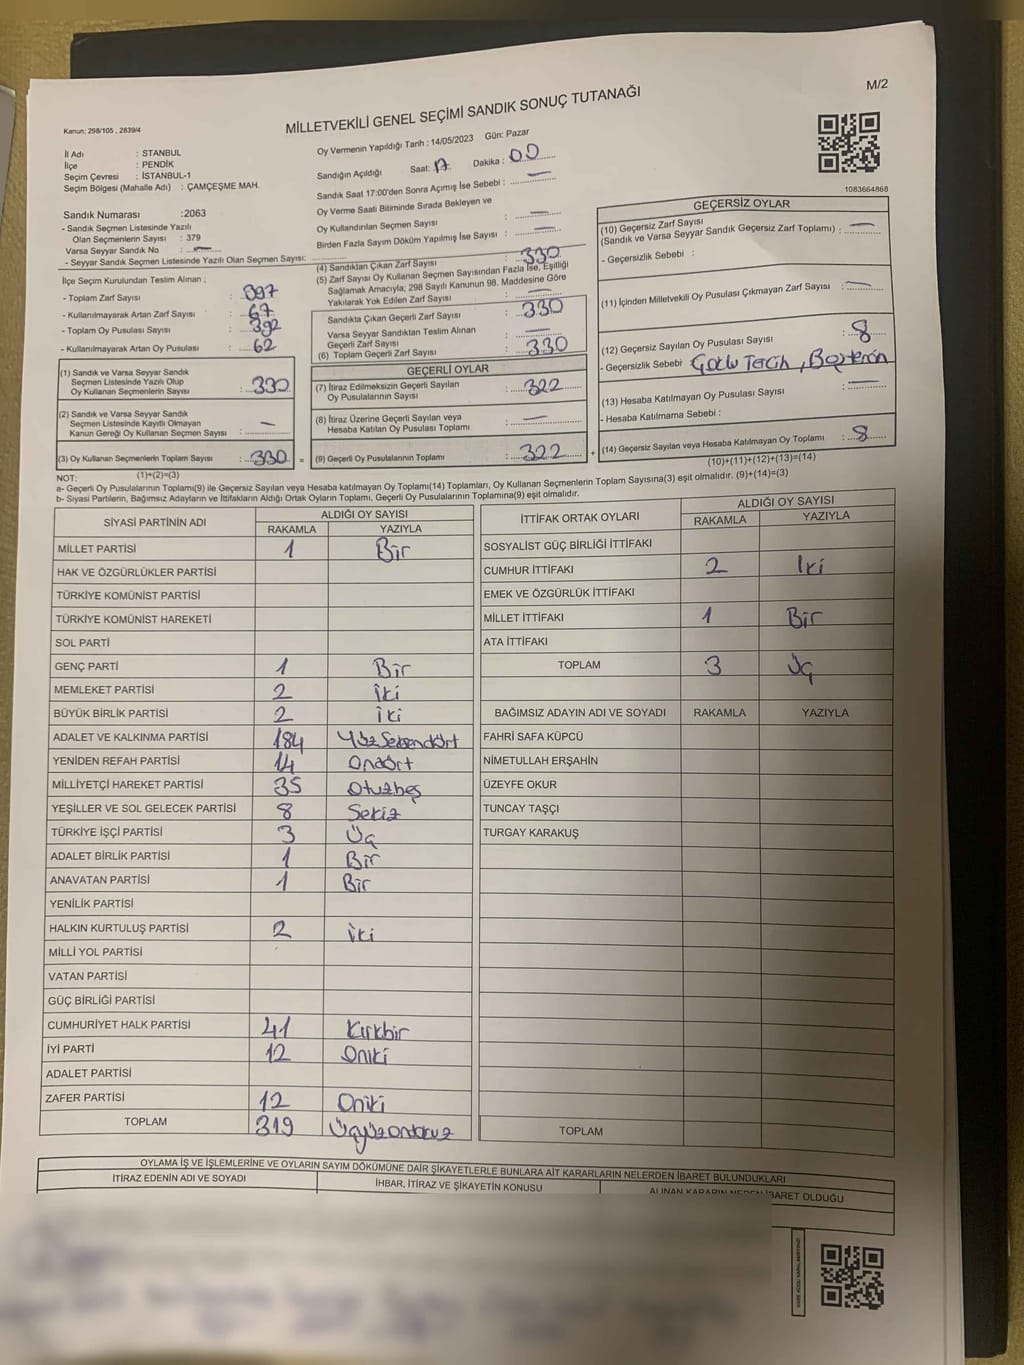 M/2
MİLLETVEKİLİ GENEL SEÇİMİ SANDIK SONUÇ TUTANAĞI
Kanun: 298/105 , 2839/4
İl Adı : STANBUL
İlçe : PENDİK
Seçim Çevresi : İSTANBUL-1
Seçim Bölgesi (Mahalle Adı) : ÇAMÇEŞME MAH.
Sandık Numarası :2063
- Sandık Seçmen Listesinde Yazılı
Olan Seçmenlerin Sayısı : 379
Varsa Seyyar Sandık No : —
- Seyyar Sandık Seçmen Listesinde Yazılı Olan Seçmen Sayısı:
Oy Vermenin Yapıldığı Tarih : 14/05/2023 Gün: Pazar
Sandığın Açıldığı Saat: 17 Dakika : 00
Sandık Saat 17:00'den Sonra Açımış İse Sebebi : —
Oy Verme Saati Bitiminde Sırada Bekleyen ve
Oy Kullandırılan Seçmen Sayısı : —
Birden Fazla Sayım Döküm Yapılmış İse Sayısı : —
1083664868
İlçe Seçim Kurulundan Teslim Alınan ;
- Toplam Zarf Sayısı : 397
- Kullanılmayarak Artan Zarf Sayısı : 67
- Toplam Oy Pusulası Sayısı : 392
- Kullanılmayarak Artan Oy Pusulası : 62
(1) Sandık ve Varsa Seyyar Sandık
Seçmen Listesinde Yazılı Olup
Oy Kullanan Seçmenlerin Sayısı : 330
(2) Sandık ve Varsa Seyyar Sandık
Seçmen Listesinde Kayıtlı Olmayan
Kanun Gereği Oy Kullanan Seçmen Sayısı : —
(3) Oy Kullanan Seçmenlerin Toplam Sayısı : 330 =
(1)+(2)=(3)
(4) Sandıktan Çıkan Zarf Sayısı : 330
(5) Zarf Sayısı Oy Kullanan Seçmen Sayısından Fazla İse, Eşitliği
Sağlamak Amacıyla; 298 Sayılı Kanunun 98. Maddesine Göre
Yakılarak Yok Edilen Zarf Sayısı : —
Sandıkta Çıkan Geçerli Zarf Sayısı : 330
Varsa Seyyar Sandıktan Teslim Alınan
Geçerli Zarf Sayısı : —
(6) Toplam Geçerli Zarf Sayısı : 330
GEÇERLİ OYLAR
(7) İtiraz Edilmeksizin Geçerli Sayılan
Oy Pusulalarının Sayısı : 322
(8) İtiraz Üzerine Geçerli Sayılan veya
Hesaba Katılan Oy Pusulası Toplamı : —
(9) Geçerli Oy Pusulalarının Toplamı : 322 +
GEÇERSİZ OYLAR
(10) Geçersiz Zarf Sayısı
(Sandık ve Varsa Seyyar Sandık Geçersiz Zarf Toplamı) : —
- Geçersizlik Sebebi :
(11) İçinden Milletvekili Oy Pusulası Çıkmayan Zarf Sayısı : —
(12) Geçersiz Sayılan Oy Pusulası Sayısı : 8
- Geçersizlik Sebebi Çoklu Tercih,
(13) Hesaba Katılmayan Oy Pusulası Sayısı : —
- Hesaba Katılmama Sebebi :
(14) Geçersiz Sayılan veya Hesaba Katılmayan Oy Toplamı : 8
(10)+(11)+(12)+(13)=(14)
NOT:
a- Geçerli Oy Pusulalarının Toplamı(9) ile Geçersiz Sayılan veya Hesaba katılmayan Oy Toplamı(14) Toplamları, Oy Kullanan Seçmenlerin Toplam Sayısına(3) eşit olmalıdır. (9)+(14)=(3)
b- Siyasi Partilerin, Bağımsız Adayların ve İttifakların Aldığı Ortak Oyların Toplamı, Geçerli Oy Pusulalarının Toplamına(9) eşit olmalıdır.
SİYASİ PARTİNİN ADI ALDIĞI OY SAYISI
RAKAMLA YAZIYLA
MİLLET PARTİSİ 1 Bir
HAK VE ÖZGÜRLÜKLER PARTİSİ
TÜRKİYE KOMÜNİST PARTİSİ
TÜRKİYE KOMÜNİST HAREKETİ
SOL PARTİ
GENÇ PARTİ 1 Bir
MEMLEKET PARTİSİ 2 İki
BÜYÜK BİRLİK PARTİSİ 2 İki
ADALET VE KALKINMA PARTİSİ 184 YüzSeksendört
YENİDEN REFAH PARTİSİ 14 Ondört
MİLLİYETÇİ HAREKET PARTİSİ 35 Otuzbeş
YEŞİLLER VE SOL GELECEK PARTİSİ 8 Sekiz
TÜRKİYE İŞÇİ PARTİSİ 3 Üç
ADALET BİRLİK PARTİSİ 1 Bir
ANAVATAN PARTİSİ 1 Bir
YENİLİK PARTİSİ
HALKIN KURTULUŞ PARTİSİ 2 İki
MİLLİ YOL PARTİSİ
VATAN PARTİSİ
GÜÇ BİRLİĞİ PARTİSİ
CUMHURİYET HALK PARTİSİ 41 Kırkbir
İYİ PARTİ 12 Oniki
ADALET PARTİSİ
ZAFER PARTİSİ 12 Oniki
TOPLAM 319 Üçyüzondokuz
İTTİFAK ORTAK OYLARI ALDIĞI OY SAYISI
RAKAMLA YAZIYLA
SOSYALİST GÜÇ BİRLİĞİ İTTİFAKI
CUMHUR İTTİFAKI 2 İki
EMEK VE ÖZGÜRLÜK İTTİFAKI
MİLLET İTTİFAKI 1 Bir
ATA İTTİFAKI
TOPLAM 3 Üç
BAĞIMSIZ ADAYIN ADI VE SOYADI RAKAMLA YAZIYLA
FAHRİ SAFA KÜPCÜ
NİMETULLAH ERŞAHİN
ÜZEYFE OKUR
TUNCAY TAŞÇI
TURGAY KARAKUŞ
TOPLAM
OYLAMA İŞ VE İŞLEMLERİNE VE OYLARIN SAYIM DÖKÜMÜNE DAİR ŞİKAYETLERLE BUNLARA AİT KARARLARIN NELERDEN İBARET BULUNDUKLARI
İTİRAZ EDENİN ADI VE SOYADI İHBAR, İTİRAZ VE ŞİKAYETİN KONUSU ALINAN KARARIN NEDEN İBARET OLDUĞU